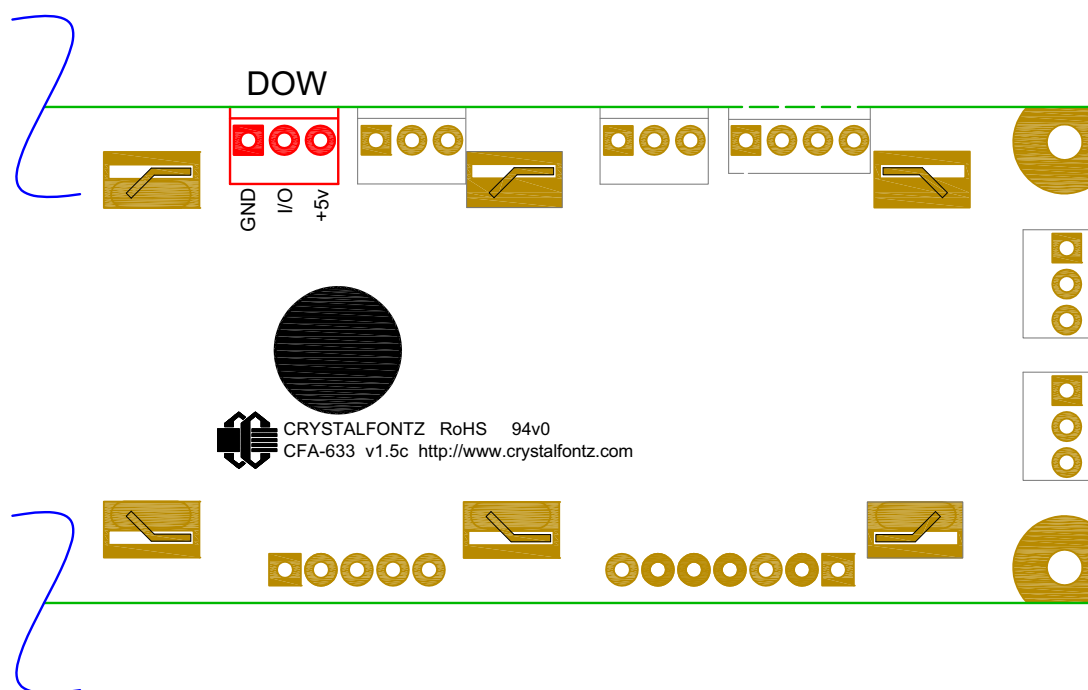 DOW
GND
I/O
+5v
CRYSTALFONTZ RoHS 94v0
CFA-633 v1.5c http://www.crystalfontz.com